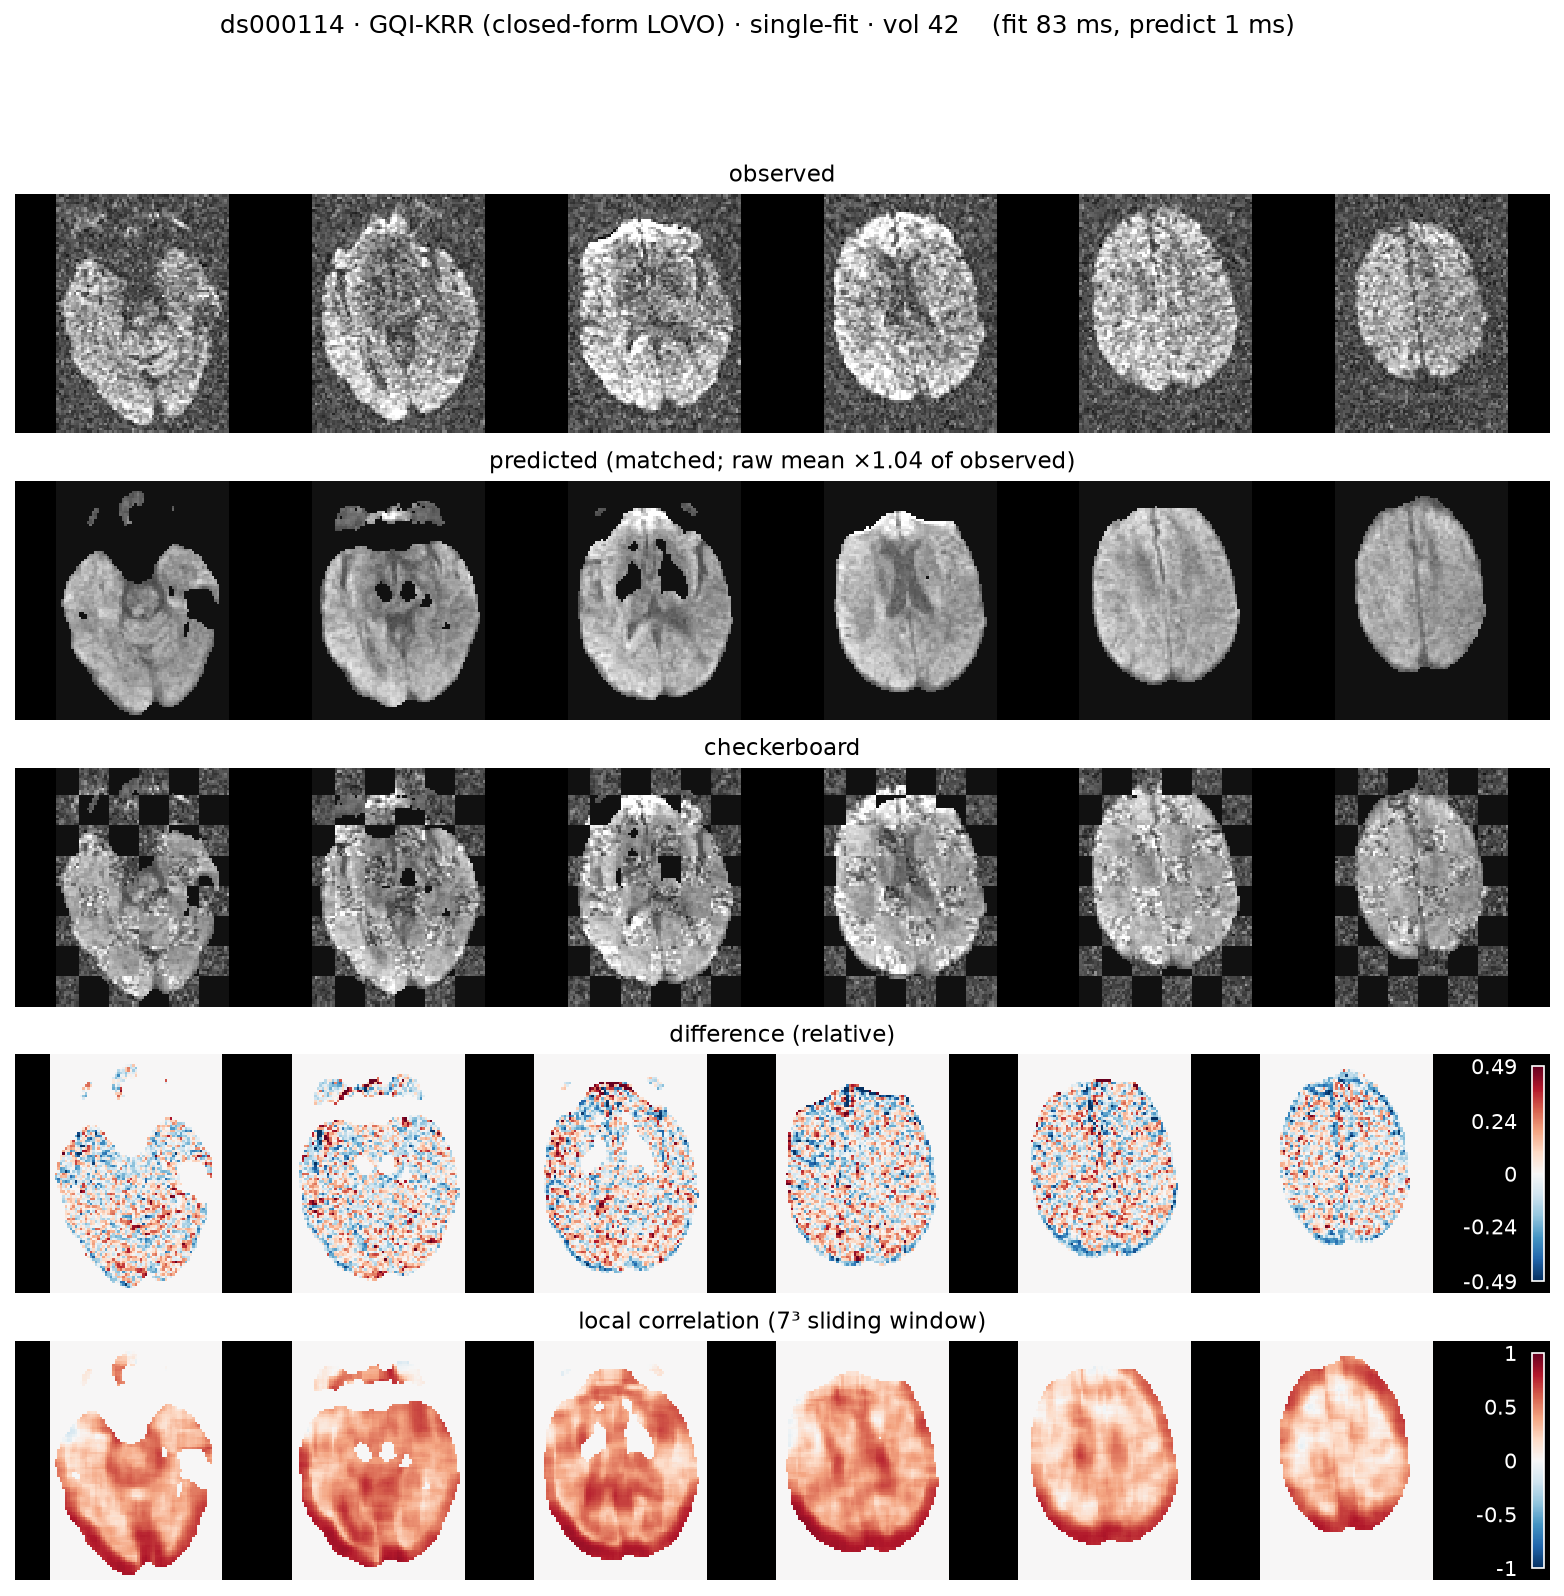 ds000114 · GQI-KRR (closed-form LOVO) · single-fit · vol 42    (fit 83 ms, predict 1 ms)
observed
predicted (matched; raw mean ×1.04 of observed)
checkerboard
difference (relative)
0.49
0.24
0
-0.24
-0.49
local correlation (7³ sliding window)
1
0.5
0
-0.5
-1